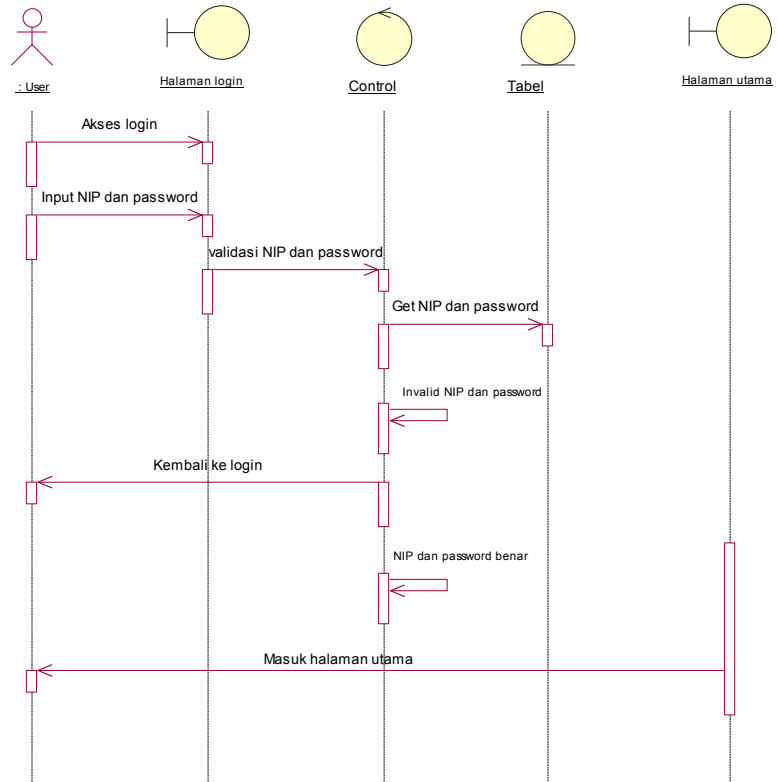 : User
Halaman login
Control
Tabel
Halaman utama
Akses login
Input NIP dan password
validasi NIP dan password
Get NIP dan password
Invalid NIP dan password
Kembali ke login
NIP dan password benar
Masuk halaman utama